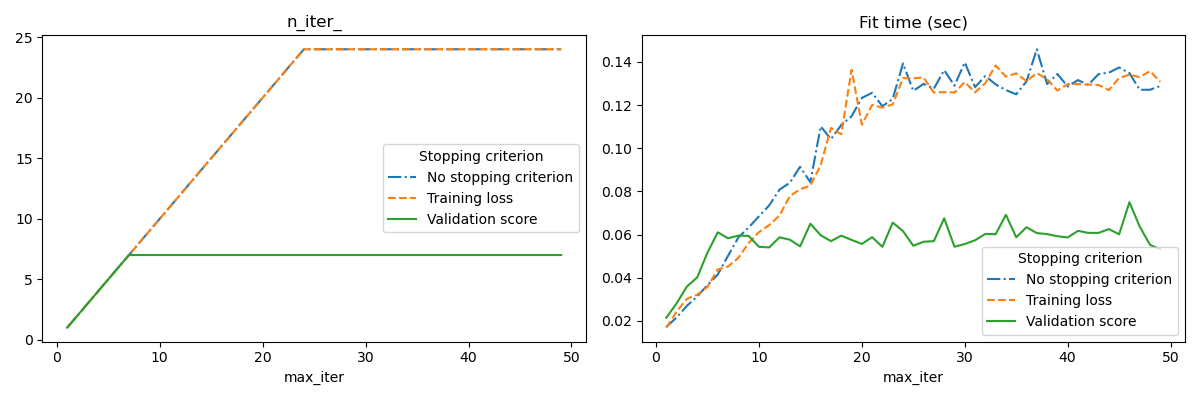 n_iter_
25
20
15
10
5
0
Stopping criterion
No stopping criterion
Training loss
Validation score
0 10 20 30 40 50
max_iter
Fit time (sec)
0.14
0.12
0.10
0.08
0.06
0.04
0.02
Stopping criterion
No stopping criterion
Training loss
Validation score
0 10 20 30 40 50
max_iter